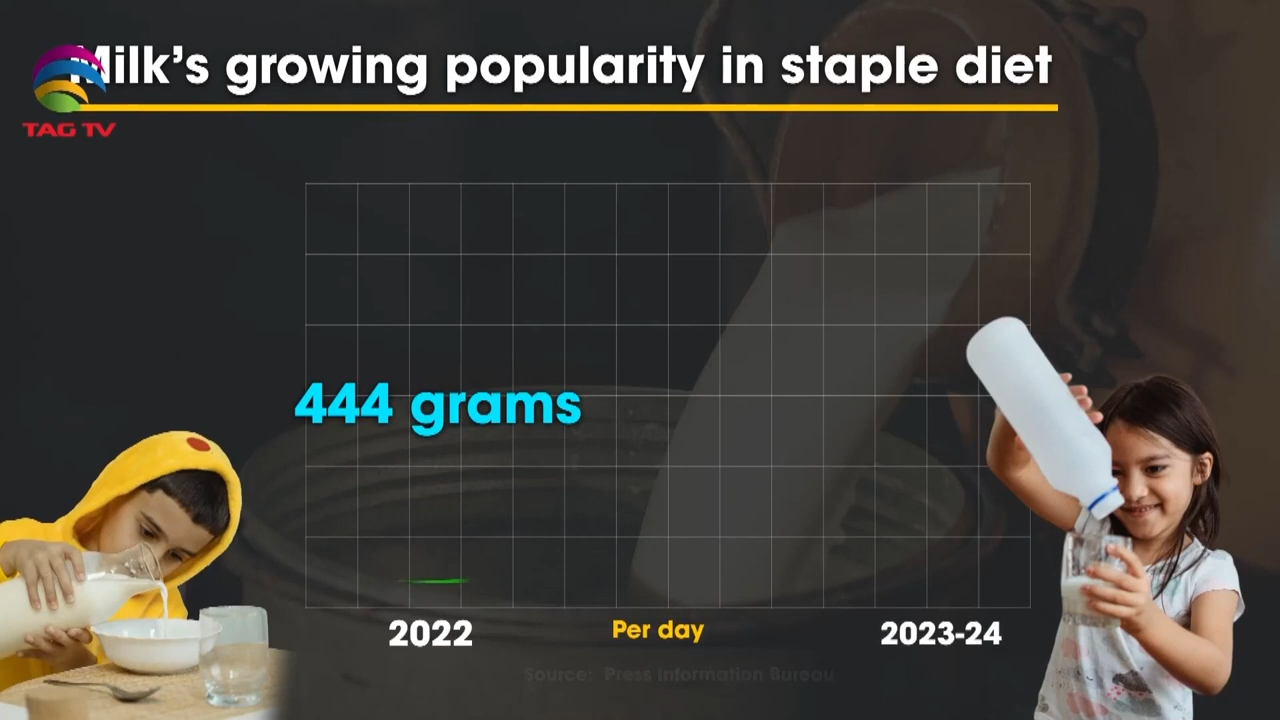 Milk's growing popularity in staple diet
TAG TV
444 grams
2022
Per day
2023-24
Source: Press Information Bureau